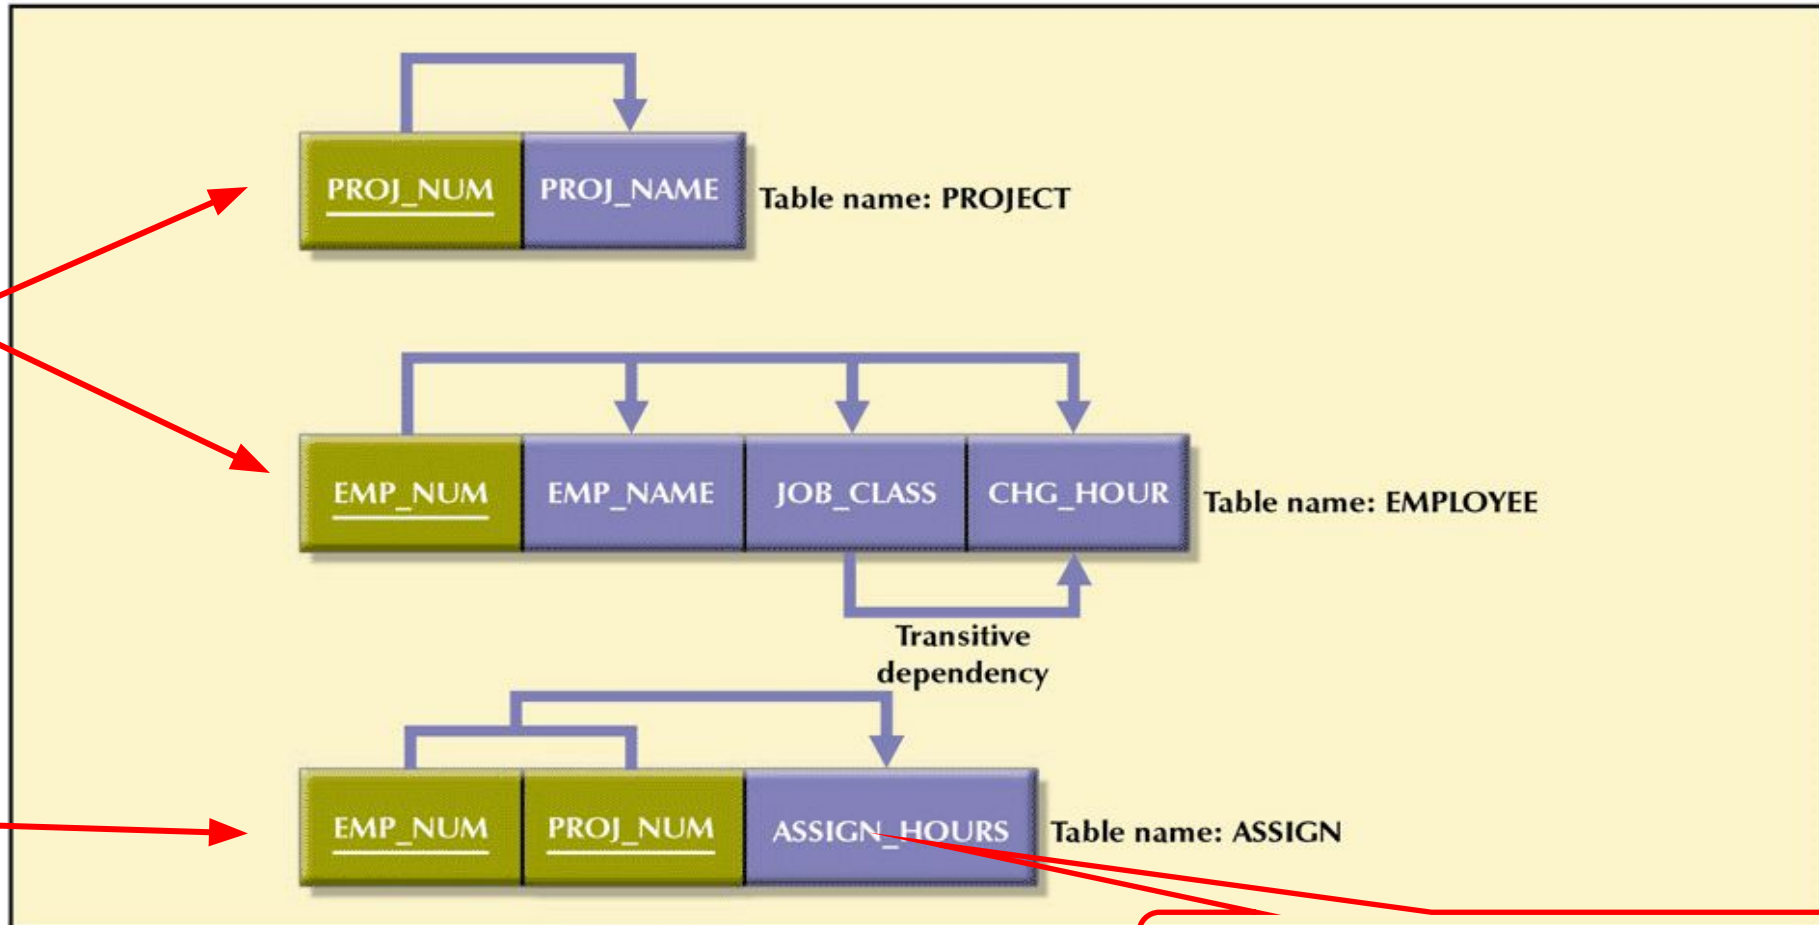 PROJ_NUM PROJ_NAME Table name: PROJECT
EMP_NUM EMP_NAME JOB_CLASS CHG_HOUR Table name: EMPLOYEE
Transitive
dependency
EMP_NUM PROJ_NUM ASSIGN_HOURS Table name: ASSIGN